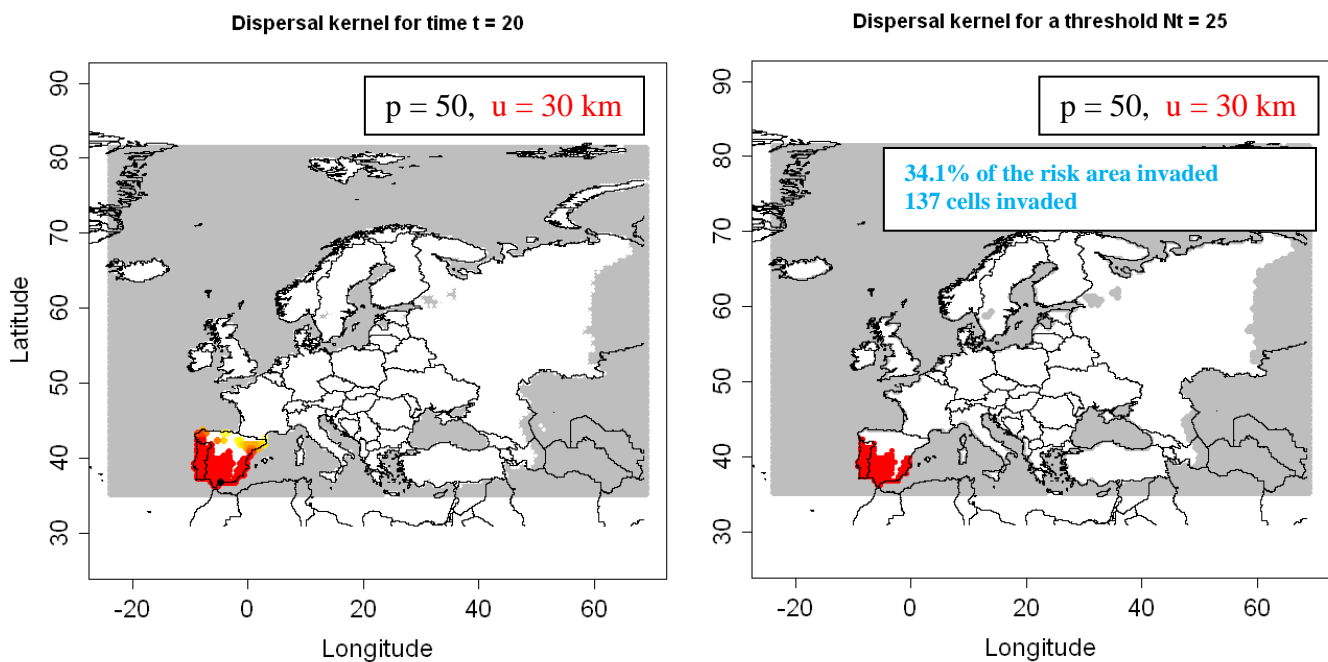 Dispersal kernel for time t = 20
p = 50, u = 30 km
Latitude
90
80
70
60
50
40
30
-20
0
20
40
60
Longitude
Dispersal kernel for a threshold Nt = 25
p = 50, u = 30 km
34.1% of the risk area invaded
137 cells invaded
90
80
70
60
50
40
30
-20
0
20
40
60
Longitude